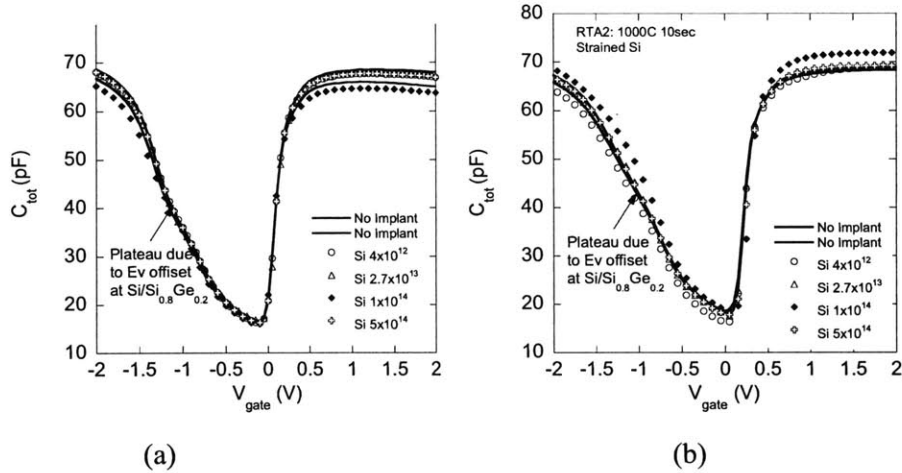 70
60
50
40
30
20
10
C_tot (pF)
Plateau due
to Ev offset
at Si/Si_0.8Ge_0.2
No Implant
No Implant
Si 4x10^12
Si 2.7x10^13
Si 1x10^14
Si 5x10^14
-2 -1.5 -1 -0.5 0 0.5 1 1.5 2
V_gate (V)
(a)
80
70
60
50
40
30
20
10
C_tot (pF)
RTA2: 1000C 10sec
Strained Si
Plateau due
to Ev offset
at Si/Si_0.8Ge_0.2
No Implant
No Implant
Si 4x10^12
Si 2.7x10^13
Si 1x10^14
Si 5x10^14
-2 -1.5 -1 -0.5 0 0.5 1 1.5 2
V_gate (V)
(b)